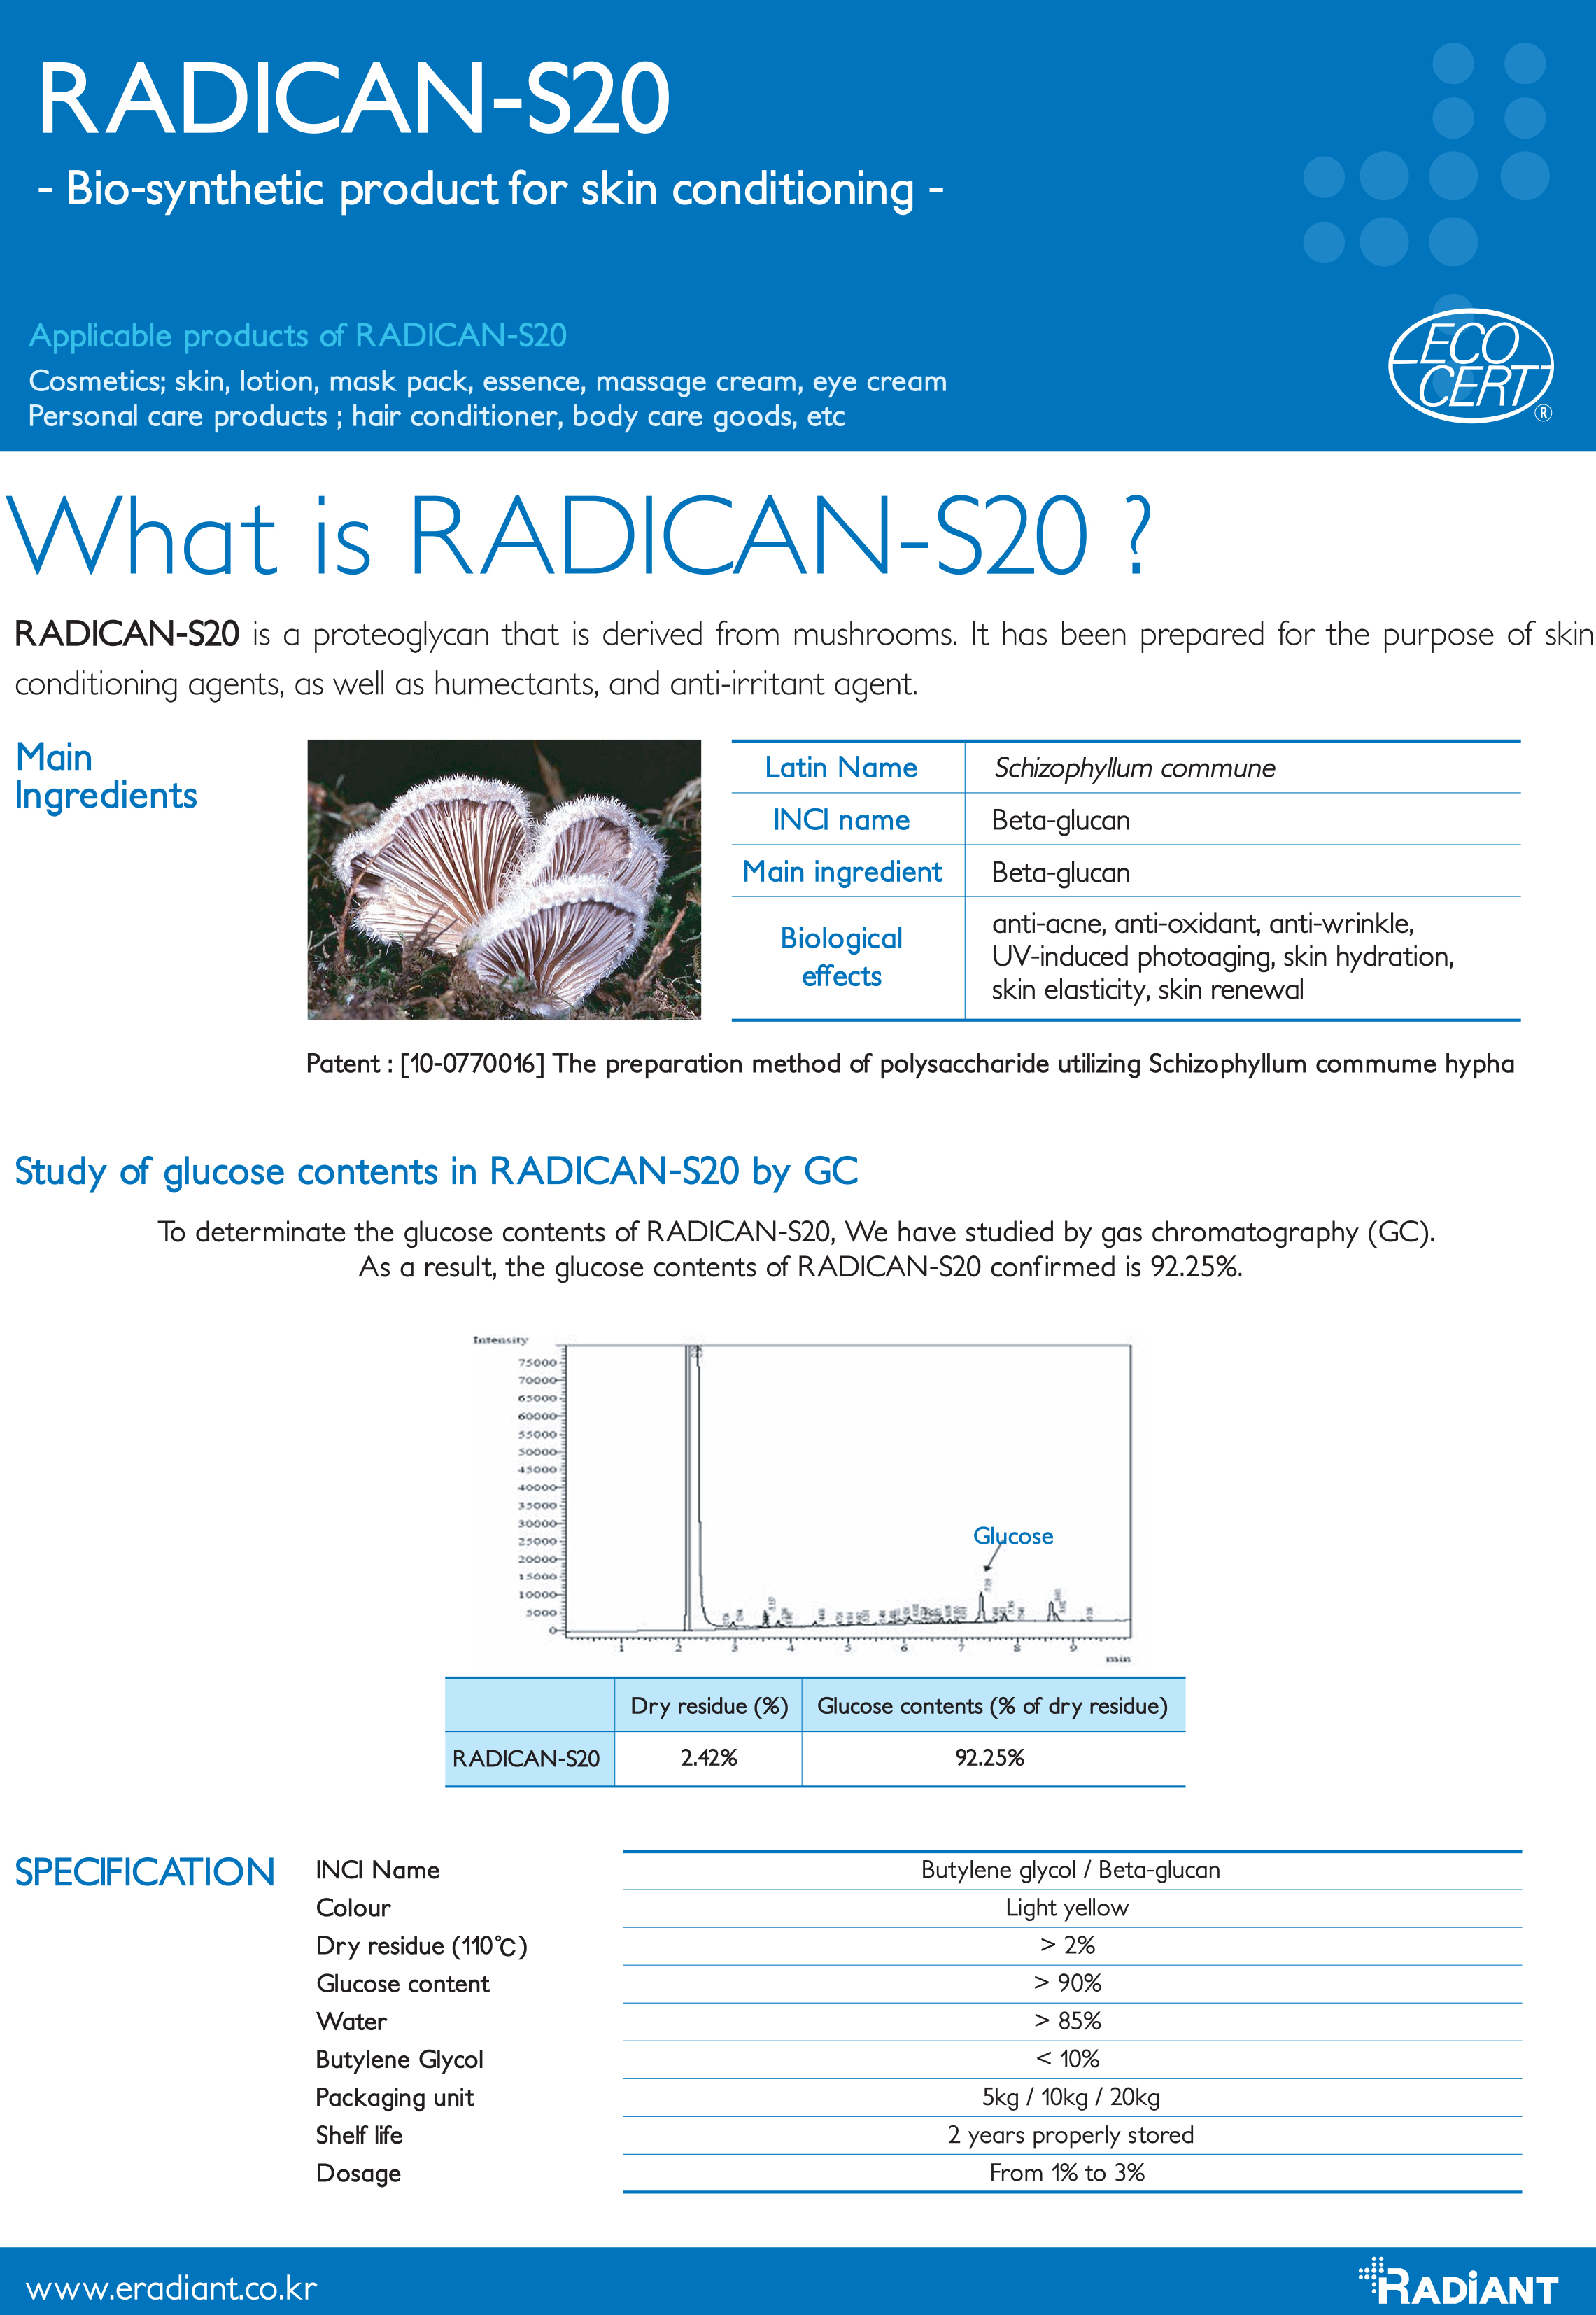 RADICAN-S20
- Bio-synthetic product for skin conditioning -
Applicable products of RADICAN-S20
Cosmetics; skin, lotion, mask pack, essence, massage cream, eye cream
Personal care products ; hair conditioner, body care goods, etc
ECO
CERT
®
What is RADICAN-S20 ?
RADICAN-S20 is a proteoglycan that is derived from mushrooms. It has been prepared for the purpose of skin
conditioning agents, as well as humectants, and anti-irritant agent.
Main
Ingredients
Latin Name Schizophyllum commune
INCI name Beta-glucan
Main ingredient Beta-glucan
Biological
effects
anti-acne, anti-oxidant, anti-wrinkle,
UV-induced photoaging, skin hydration,
skin elasticity, skin renewal
Patent : [10-0770016] The preparation method of polysaccharide utilizing Schizophyllum commume hypha
Study of glucose contents in RADICAN-S20 by GC
To determinate the glucose contents of RADICAN-S20, We have studied by gas chromatography (GC).
As a result, the glucose contents of RADICAN-S20 confirmed is 92.25%.
Intensity
75000
70000
65000
60000
55000
50000
45000
40000
35000
30000
25000
20000
15000
10000
5000
0
Glucose
1 2 3 4 5 6 7 8 9
min
Dry residue (%) Glucose contents (% of dry residue)
RADICAN-S20 2.42% 92.25%
SPECIFICATION
INCI Name Butylene glycol / Beta-glucan
Colour Light yellow
Dry residue (110℃) > 2%
Glucose content > 90%
Water > 85%
Butylene Glycol < 10%
Packaging unit 5kg / 10kg / 20kg
Shelf life 2 years properly stored
Dosage From 1% to 3%
www.eradiant.co.kr
RADiANT